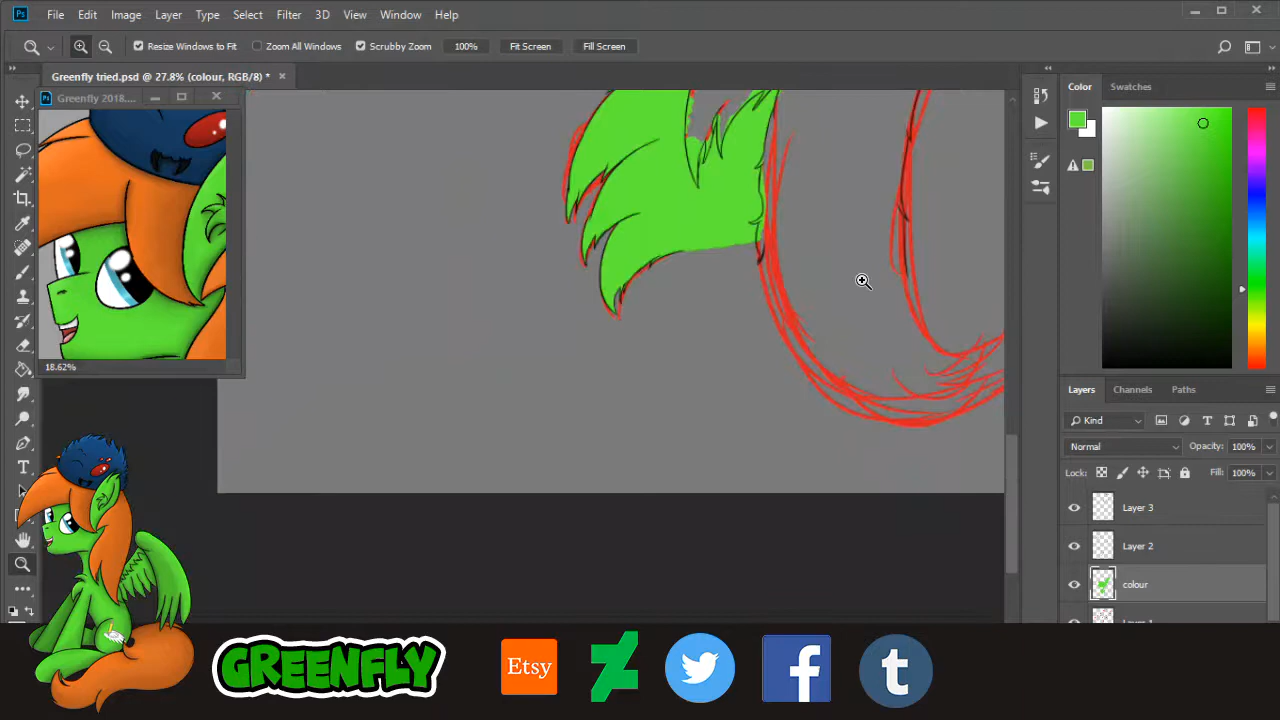 Ps File Edit Image Layer Type Select Filter 3D View Window Help
Resize Windows to Fit Zoom All Windows Scrubby Zoom 100% Fit Screen Fill Screen
Greenfly tried.psd @ 27.8% (colour, RGB/8) *
Greenfly 2018....
18.62%
Color Swatches
Layers Channels Paths
Kind
Normal Opacity: 100%
Lock: Fill: 100%
Layer 3
Layer 2
colour
GREENFLY Etsy